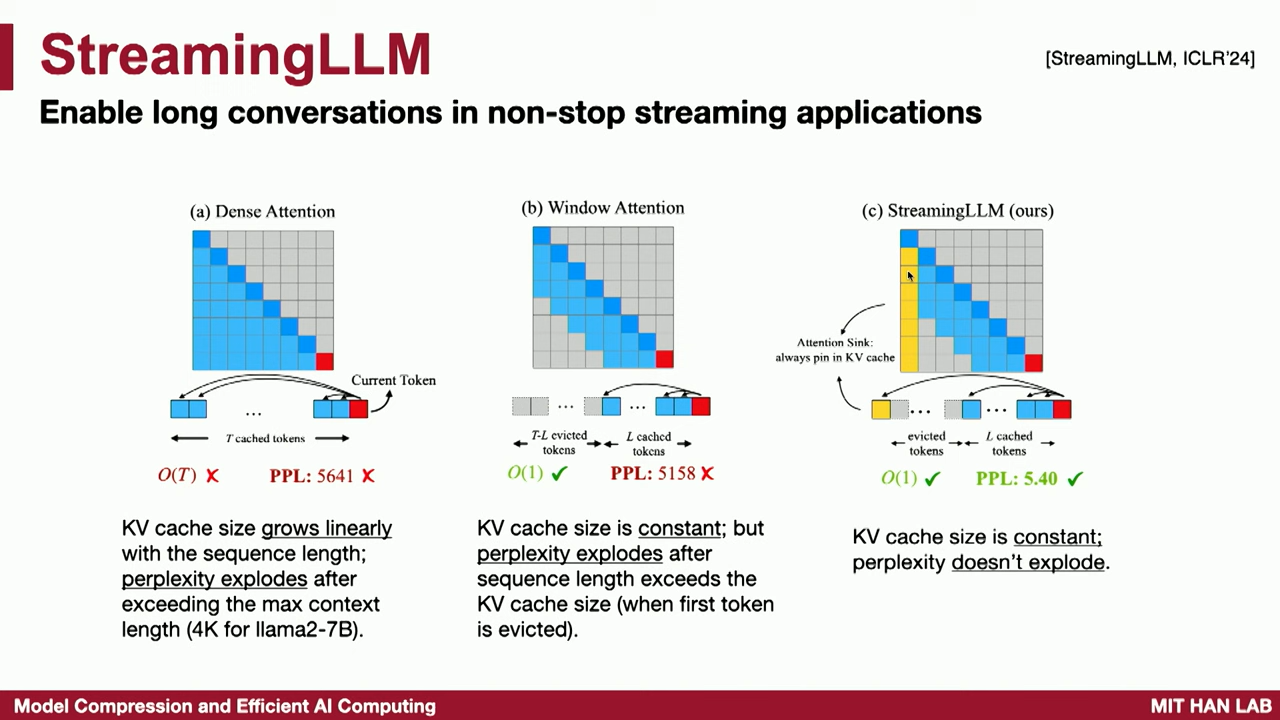 StreamingLLM
[StreamingLLM, ICLR'24]
Enable long conversations in non-stop streaming applications
(a) Dense Attention
Current Token
...
T cached tokens
O(T) ✗ PPL: 5641 ✗
KV cache size grows linearly
with the sequence length;
perplexity explodes after
exceeding the max context
length (4K for llama2-7B).
(b) Window Attention
... ...
T-L evicted
tokens
L cached
tokens
O(1) ✓ PPL: 5158 ✗
KV cache size is constant; but
perplexity explodes after
sequence length exceeds the
KV cache size (when first token
is evicted).
(c) StreamingLLM (ours)
Attention Sink:
always pin in KV cache
... ...
evicted
tokens
L cached
tokens
O(1) ✓ PPL: 5.40 ✓
KV cache size is constant;
perplexity doesn't explode.
Model Compression and Efficient AI Computing
MIT HAN LAB